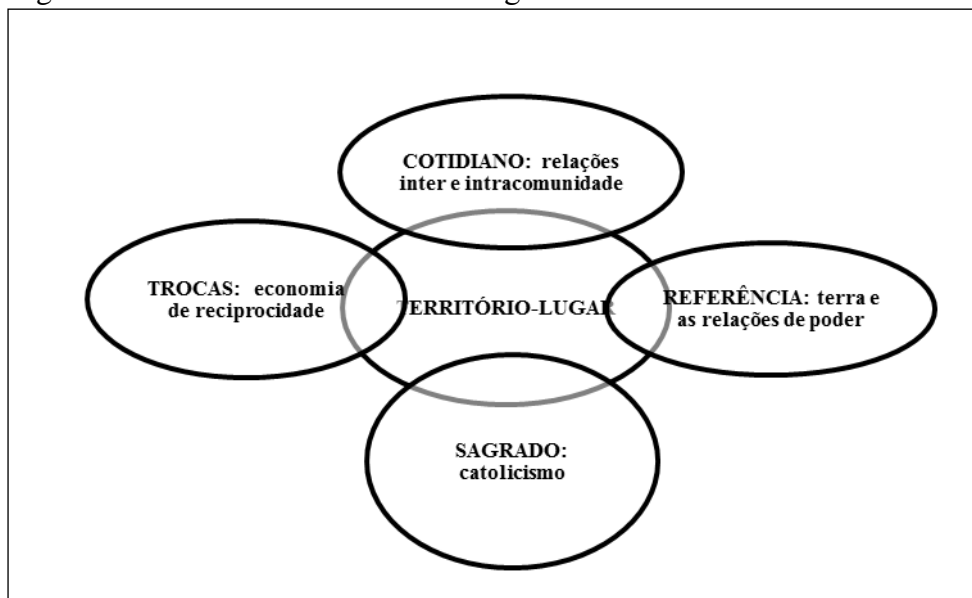 COTIDIANO: relações
inter e intracomunidade
TROCAS: economia
de reciprocidade
TERRITÓRIO-LUGAR
REFERÊNCIA: terra e
as relações de poder
SAGRADO:
catolicismo